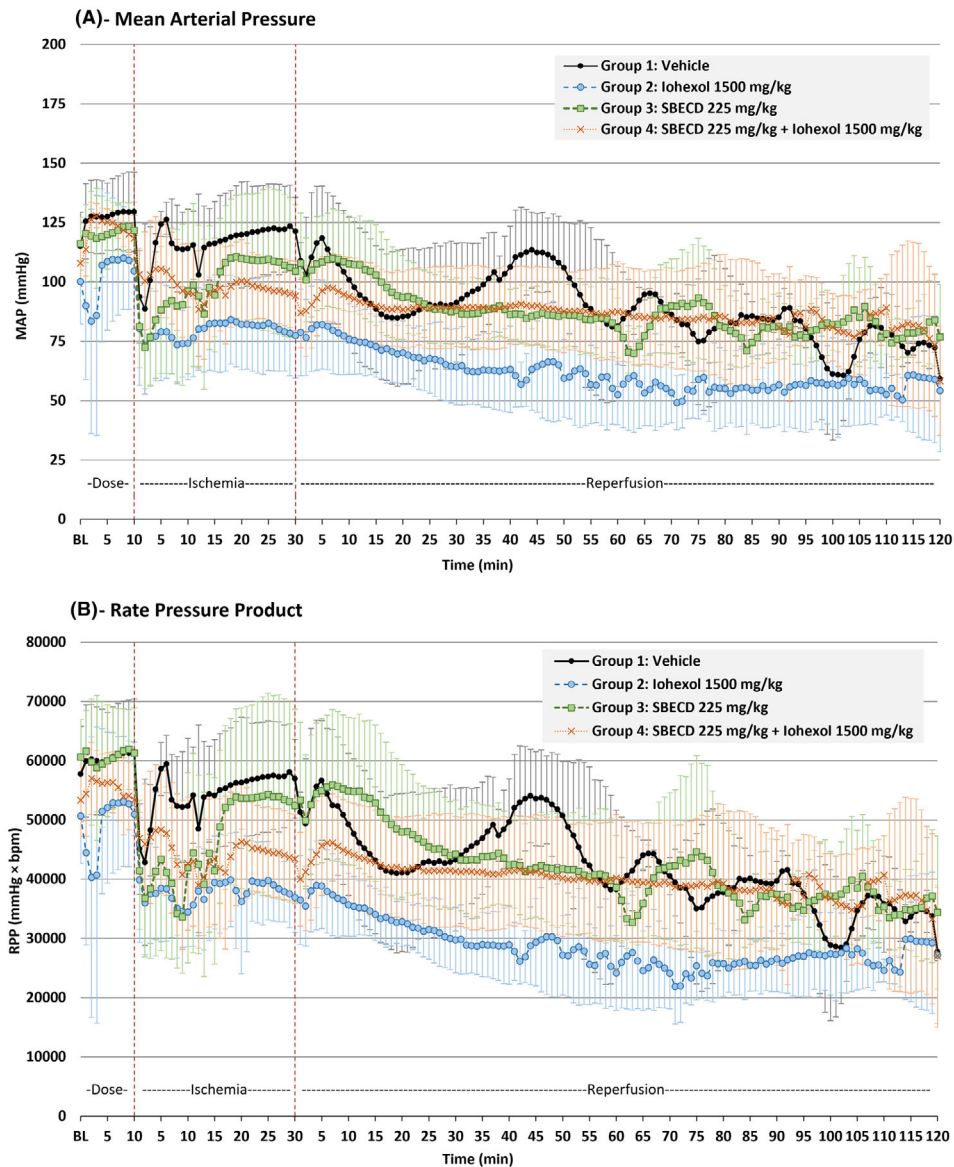 (A)- Mean Arterial Pressure
200
175
150
125
100
75
50
25
0
MAP (mmHg)
Group 1: Vehicle
Group 2: Iohexol 1500 mg/kg
Group 3: SBECD 225 mg/kg
Group 4: SBECD 225 mg/kg + Iohexol 1500 mg/kg
-Dose- Ischemia Reperfusion
BL 5 10 5 10 15 20 25 30 5 10 15 20 25 30 35 40 45 50 55 60 65 70 75 80 85 90 95 100 105 110 115 120
Time (min)
(B)- Rate Pressure Product
80000
70000
60000
50000
40000
30000
20000
10000
0
RPP (mmHg × bpm)
Group 1: Vehicle
Group 2: Iohexol 1500 mg/kg
Group 3: SBECD 225 mg/kg
Group 4: SBECD 225 mg/kg + Iohexol 1500 mg/kg
-Dose- Ischemia Reperfusion
BL 5 10 5 10 15 20 25 30 5 10 15 20 25 30 35 40 45 50 55 60 65 70 75 80 85 90 95 100 105 110 115 120
Time (min)